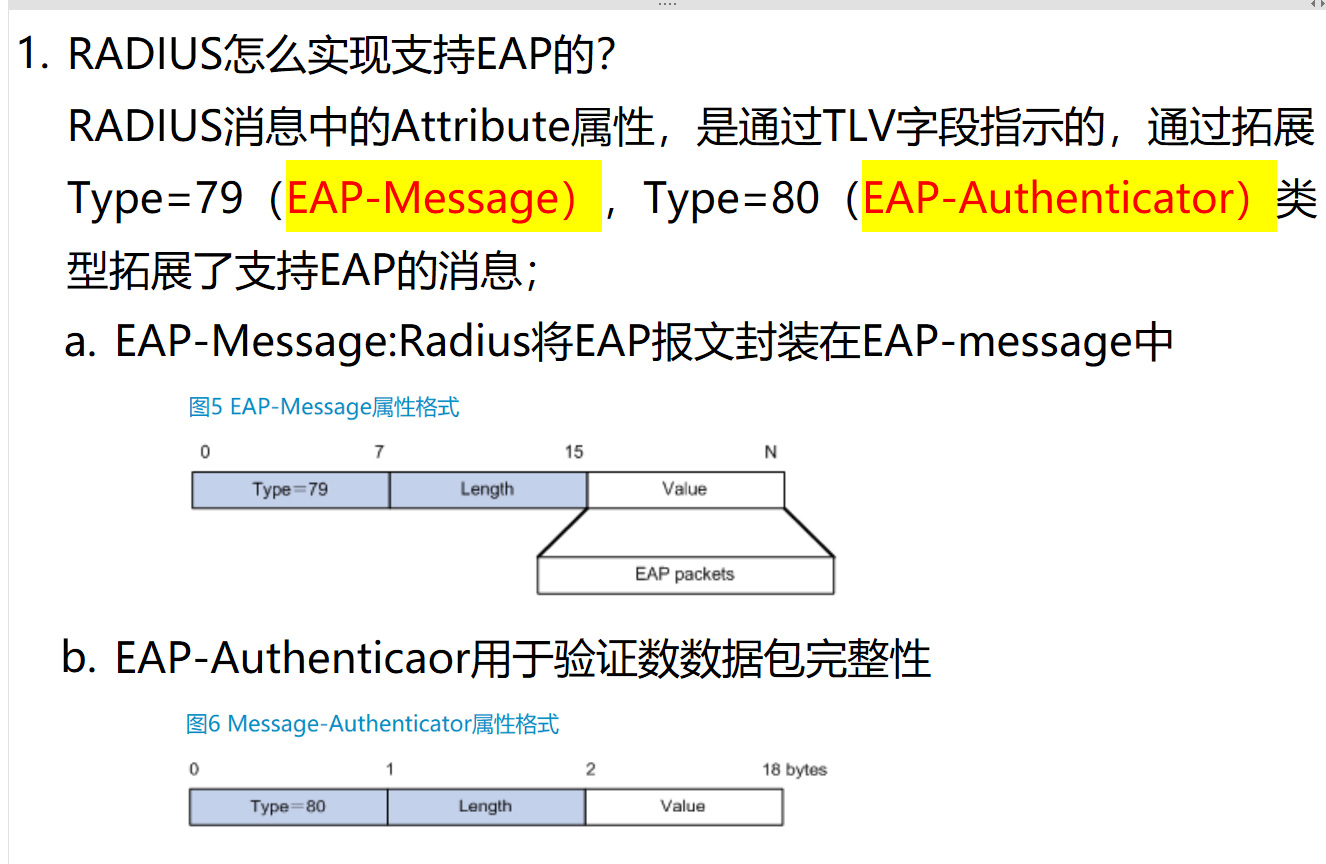 1. RADIUS怎么实现支持EAP的？
RADIUS消息中的Attribute属性，是通过TLV字段指示的，通过拓展
Type=79（EAP-Message），Type=80（EAP-Authenticator）类
型拓展了支持EAP的消息；
a. EAP-Message:Radius将EAP报文封装在EAP-message中
图5 EAP-Message属性格式
0 7 15 N
Type=79 Length Value
EAP packets
b. EAP-Authenticaor用于验证数数据包完整性
图6 Message-Authenticator属性格式
0 1 2 18 bytes
Type=80 Length Value